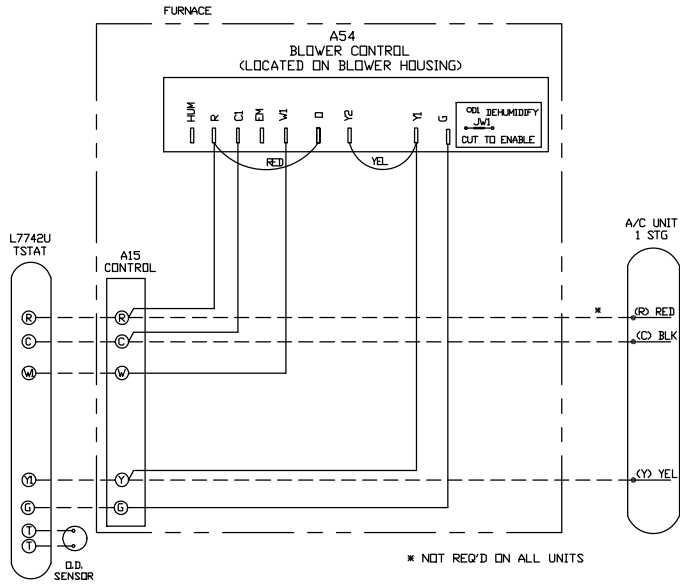 FURNACE
A54
BLOWER CONTROL
(LOCATED ON BLOWER HOUSING)
HUM R C1 EM W1 O Y2 Y1 G
OD1 DEHUMIDIFY
JW1
CUT TO ENABLE
RED YEL
L7742U
TSTAT
A15
CONTROL
A/C UNIT
1 STG
R R * (R) RED
C C (C) BLK
W1 W
Y1 Y (Y) YEL
G G
T
T
O.D.
SENSOR
* NOT REQ'D ON ALL UNITS